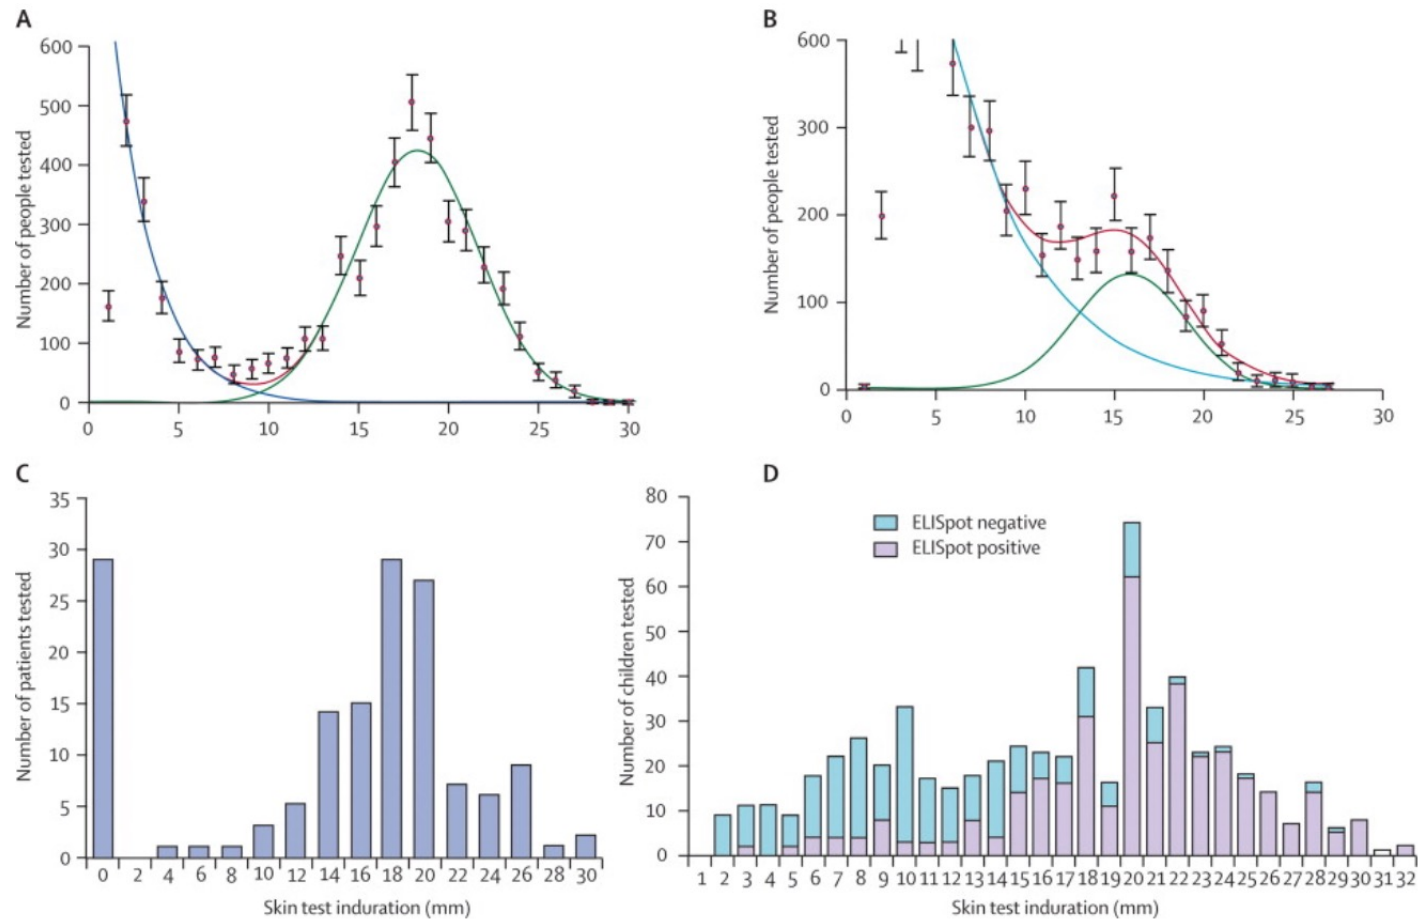 A
Number of people tested
600
500
400
300
200
100
0
0 5 10 15 20 25 30
B
Number of people tested
600
300
200
100
0
0 5 10 15 20 25 30
C
Number of patients tested
35
30
25
20
15
10
5
0
0 2 4 6 8 10 12 14 16 18 20 22 24 26 28 30
Skin test induration (mm)
D
Number of children tested
80
70
60
50
40
30
20
10
0
ELISpot negative
ELISpot positive
1 2 3 4 5 6 7 8 9 10 11 12 13 14 15 16 17 18 19 20 21 22 23 24 25 26 27 28 29 30 31 32
Skin test induration (mm)